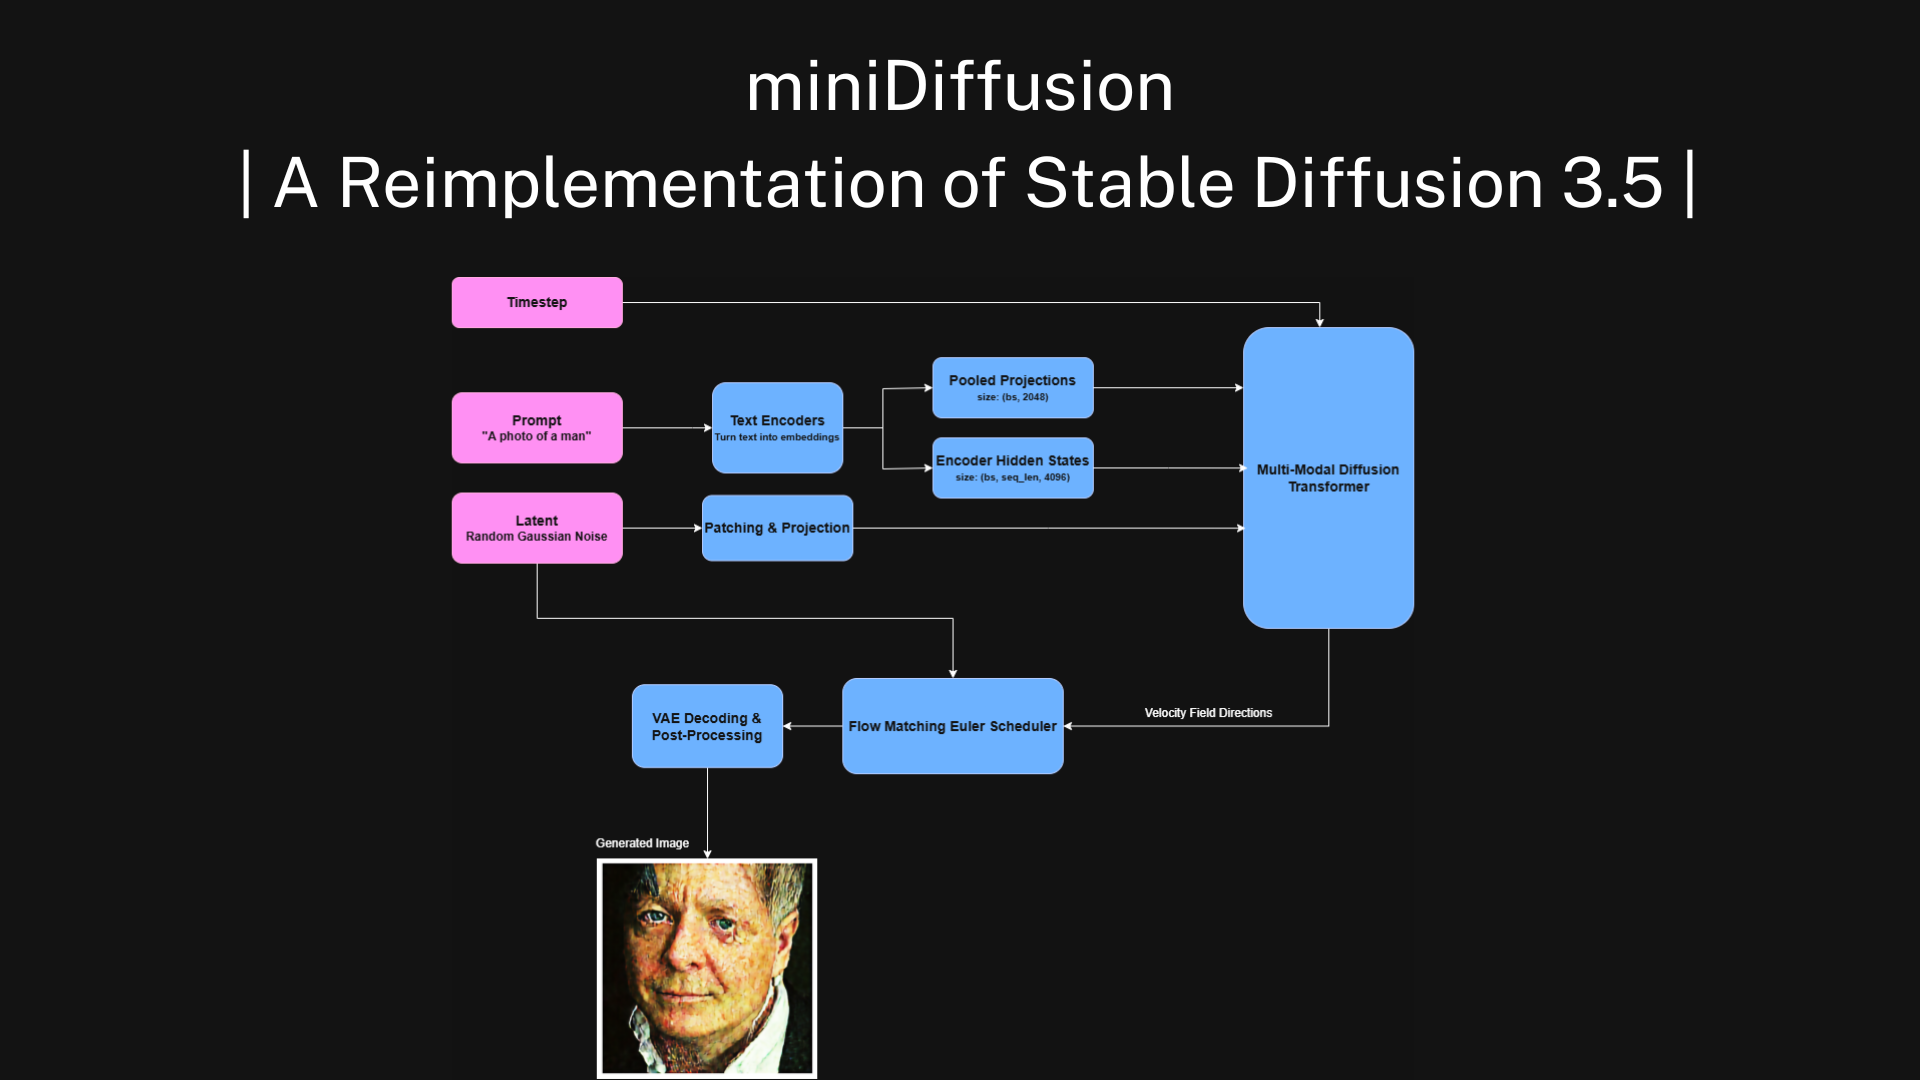 miniDiffusion
| A Reimplementation of Stable Diffusion 3.5 |
Timestep
Prompt
"A photo of a man"
Text Encoders
Turn text into embeddings
Pooled Projections
size: (bs, 2048)
Encoder Hidden States
size: (bs, seq_len, 4096)
Multi-Modal Diffusion
Transformer
Latent
Random Gaussian Noise
Patching & Projection
Velocity Field Directions
Flow Matching Euler Scheduler
VAE Decoding &
Post-Processing
Generated Image